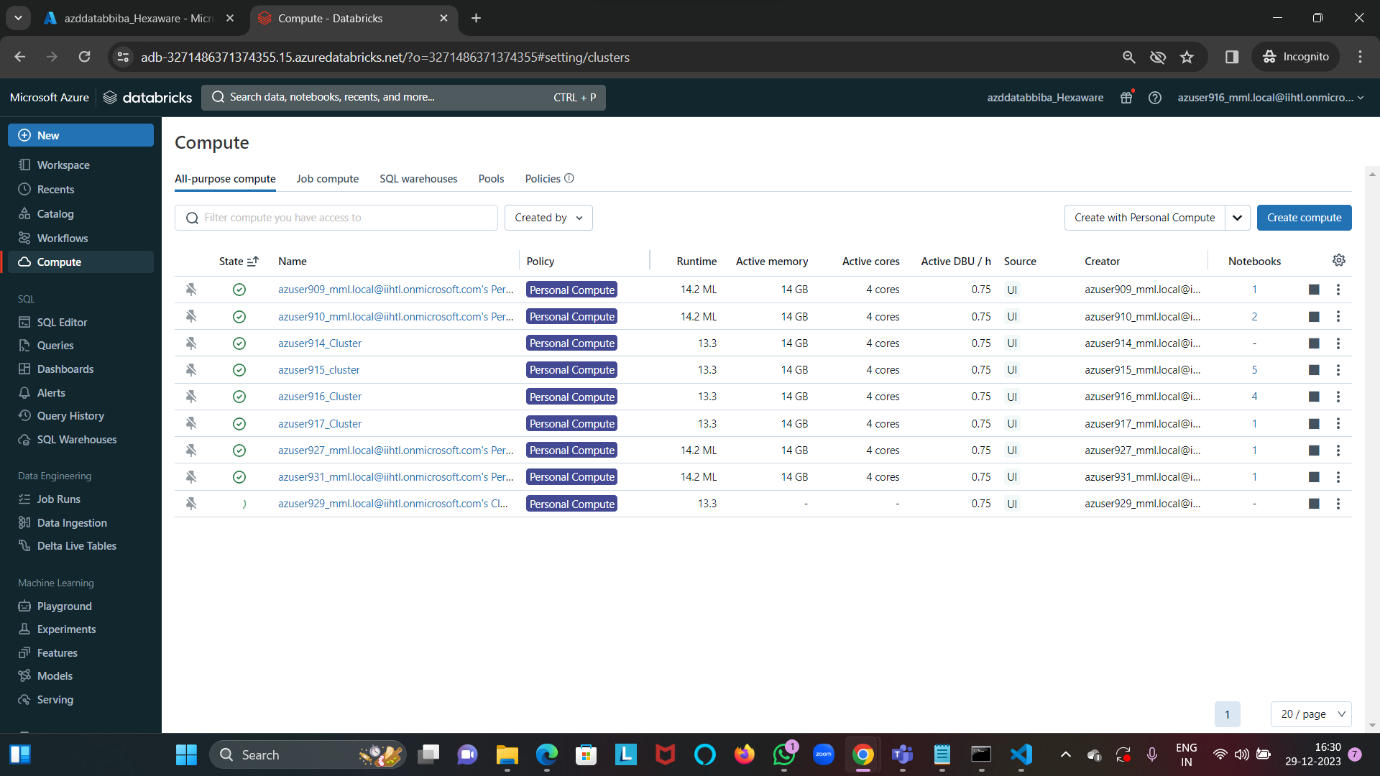 azddatabbiba_Hexaware - Micr
Compute - Databricks
adb-3271486371374355.15.azuredatabricks.net/?o=3271486371374355#setting/clusters
Incognito
Microsoft Azure
databricks
Search data, notebooks, recents, and more...
CTRL + P
azddatabbiba_Hexaware
azuser916_mml.local@iihtl.onmicro...
New
Workspace
Recents
Catalog
Workflows
Compute
SQL
SQL Editor
Queries
Dashboards
Alerts
Query History
SQL Warehouses
Data Engineering
Job Runs
Data Ingestion
Delta Live Tables
Machine Learning
Playground
Experiments
Features
Models
Serving
Compute
All-purpose compute Job compute SQL warehouses Pools Policies
Filter compute you have access to
Created by
Create with Personal Compute
Create compute
State Name Policy Runtime Active memory Active cores Active DBU / h Source Creator Notebooks
azuser909_mml.local@iihtl.onmicrosoft.com's Per... Personal Compute 14.2 ML 14 GB 4 cores 0.75 UI azuser909_mml.local@i... 1
azuser910_mml.local@iihtl.onmicrosoft.com's Per... Personal Compute 14.2 ML 14 GB 4 cores 0.75 UI azuser910_mml.local@i... 2
azuser914_Cluster Personal Compute 13.3 14 GB 4 cores 0.75 UI azuser914_mml.local@i... -
azuser915_cluster Personal Compute 13.3 14 GB 4 cores 0.75 UI azuser915_mml.local@i... 5
azuser916_Cluster Personal Compute 13.3 14 GB 4 cores 0.75 UI azuser916_mml.local@i... 4
azuser917_Cluster Personal Compute 13.3 14 GB 4 cores 0.75 UI azuser917_mml.local@i... 1
azuser927_mml.local@iihtl.onmicrosoft.com's Per... Personal Compute 14.2 ML 14 GB 4 cores 0.75 UI azuser927_mml.local@i... 1
azuser931_mml.local@iihtl.onmicrosoft.com's Per... Personal Compute 14.2 ML 14 GB 4 cores 0.75 UI azuser931_mml.local@i... 1
azuser929_mml.local@iihtl.onmicrosoft.com's Cl... Personal Compute 13.3 - - 0.75 UI azuser929_mml.local@i... -
1
20 / page
Search
L
1
zoom
ENG
IN
16:30
29-12-2023
7